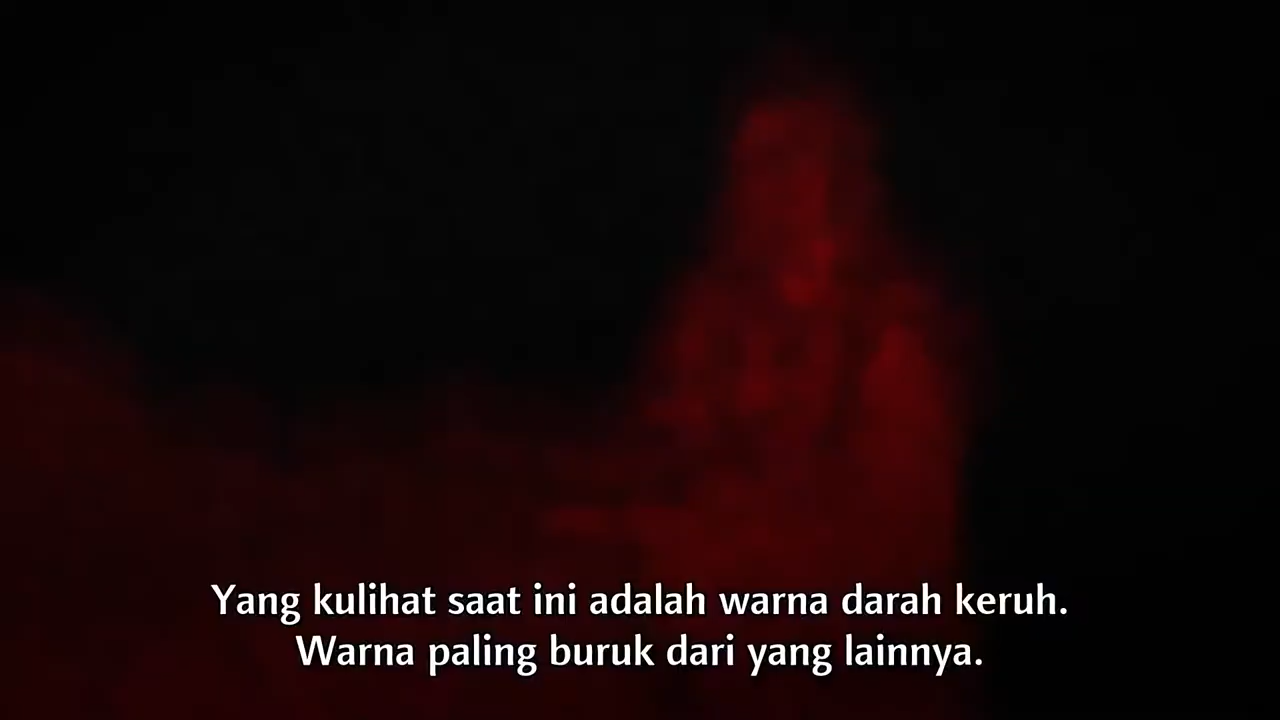 Yang kulihat saat ini adalah warna darah keruh.
Warna paling buruk dari yang lainnya.